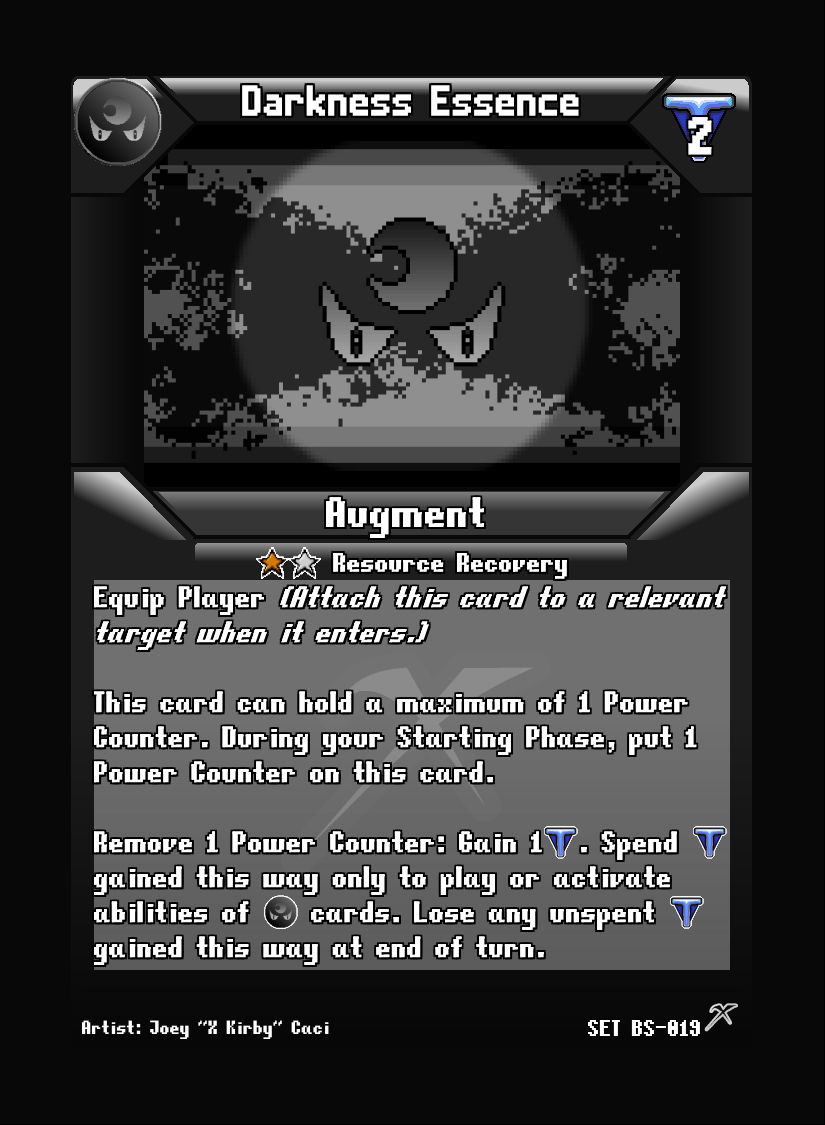 Darkness Essence
2
Augment
Resource Recovery
Equip Player (Attach this card to a relevant
target when it enters.)
This card can hold a maximum of 1 Power
Counter. During your Starting Phase, put 1
Power Counter on this card.
Remove 1 Power Counter: Gain 1 T. Spend T
gained this way only to play or activate
abilities of cards. Lose any unspent T
gained this way at end of turn.
Artist: Joey "X Kirby" Caci
SET BS-019